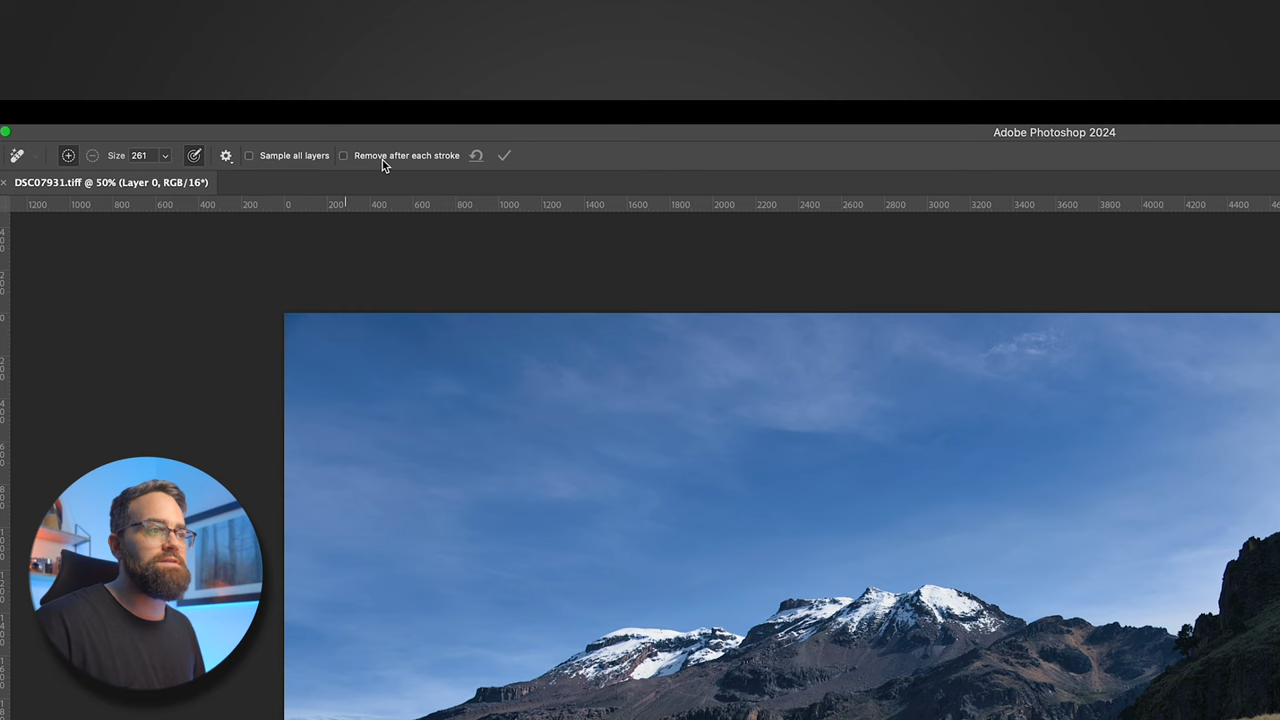 Adobe Photoshop 2024
Size 261 Sample all layers Remove after each stroke
× DSC07931.tiff @ 50% (Layer 0, RGB/16*)
1200 1000 800 600 400 200 0 200 400 600 800 1000 1200 1400 1600 1800 2000 2200 2400 2600 2800 3000 3200 3400 3600 3800 4000 4200 4400